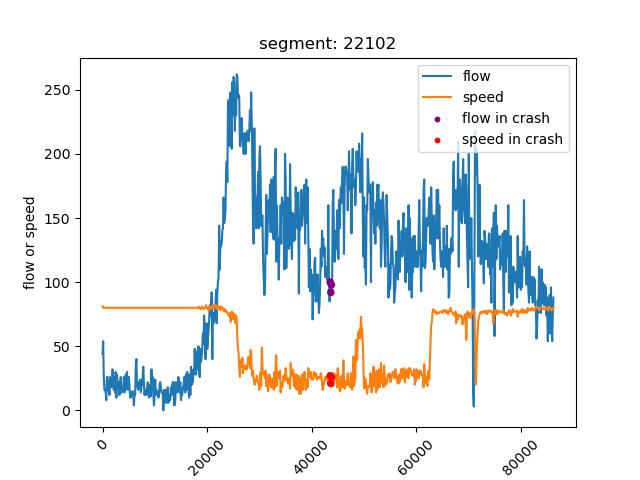 segment: 22102
flow
speed
flow in crash
speed in crash
flow or speed
250
200
150
100
50
0
0
20000
40000
60000
80000